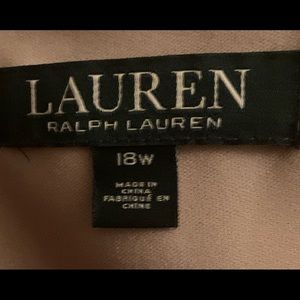 LAUREN
RALPH LAUREN
18W
MADE IN
CHINA
FABRIQUÉ EN
CHINE